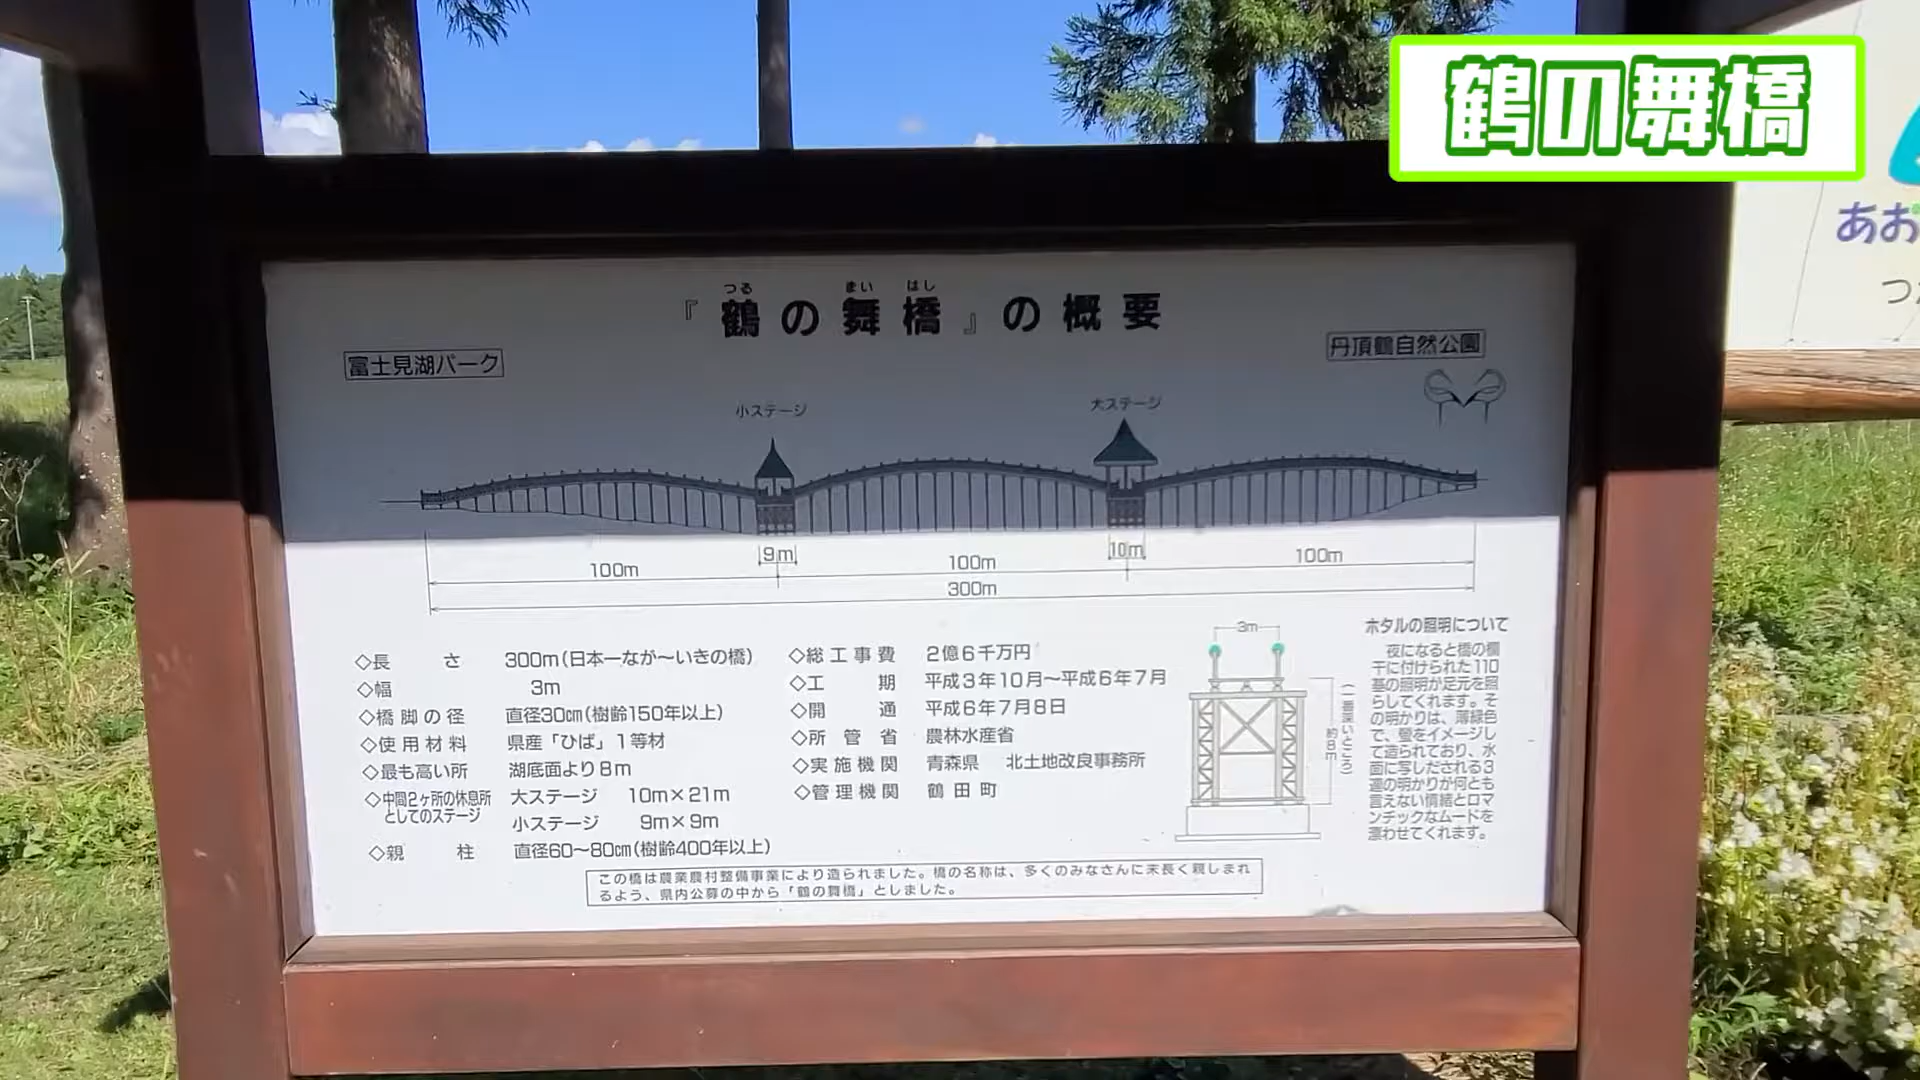 鶴の舞橋
あお
つ
つる まい はし
『鶴の舞橋』の概要
富士見湖パーク
丹頂鶴自然公園
小ステージ
大ステージ
9m
10m
100m
100m
100m
300m
◇長さ 300m(日本一なが〜いきの橋)
◇幅 3m
◇橋脚の径 直径30㎝(樹齢150年以上)
◇使用材料 県産「ひば」1等材
◇最も高い所 湖底面より8m
◇中間2ヶ所の休息所
としてのステージ
大ステージ 10m×21m
小ステージ 9m×9m
◇親柱 直径60〜80㎝(樹齢400年以上)
◇総工事費 2億6千万円
◇工期 平成3年10月〜平成6年7月
◇開通 平成6年7月8日
◇所管省 農林水産省
◇実施機関 青森県 北土地改良事務所
◇管理機関 鶴田町
3m
(一番深いところ)
約8m
ホタルの照明について
夜になると橋の欄
干に付けられた110
基の照明が足元を照
らしてくれます。そ
の明かりは、薄緑色
で、蛍をイメージし
て造られており、水
面に写しだされる3
連の明かりが何とも
言えない情緒とロマ
ンチックなムードを
漂わせてくれます。
この橋は農業農村整備事業により造られました。橋の名称は、多くのみなさんに末長く親しまれ
るよう、県内公募の中から「鶴の舞橋」としました。